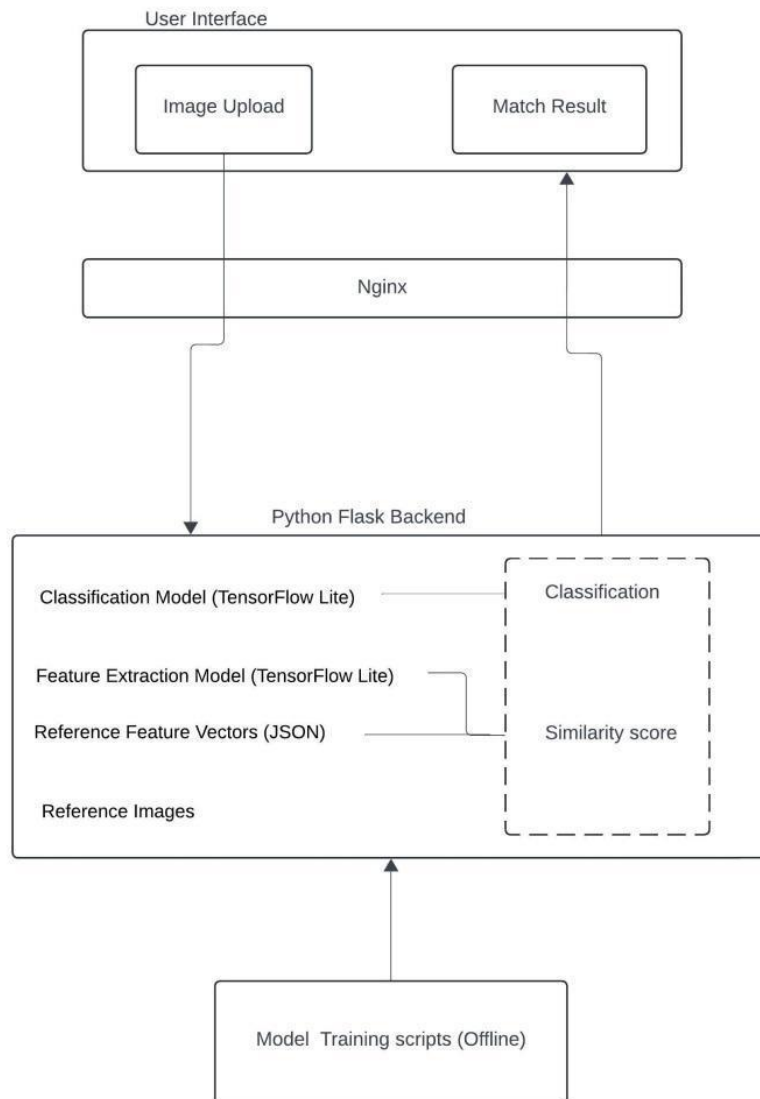 User Interface
Image Upload
Match Result
Nginx
Python Flask Backend
Classification Model (TensorFlow Lite)
Classification
Feature Extraction Model (TensorFlow Lite)
Reference Feature Vectors (JSON)
Similarity score
Reference Images
Model Training scripts (Offline)